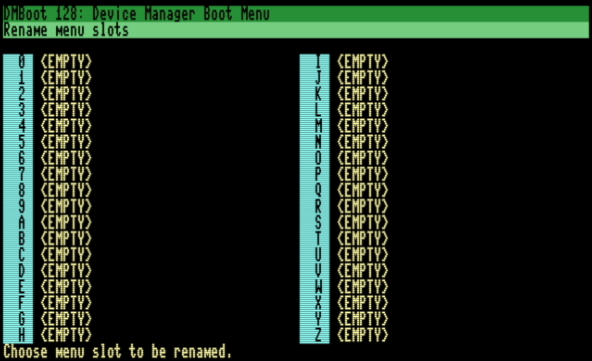 DMBoot 128: Device Manager Boot Menu
Rename menu slots
0 {EMPTY}
1 {EMPTY}
2 {EMPTY}
3 {EMPTY}
4 {EMPTY}
5 {EMPTY}
6 {EMPTY}
7 {EMPTY}
8 {EMPTY}
9 {EMPTY}
A {EMPTY}
B {EMPTY}
C {EMPTY}
D {EMPTY}
E {EMPTY}
F {EMPTY}
G {EMPTY}
H {EMPTY}
I {EMPTY}
J {EMPTY}
K {EMPTY}
L {EMPTY}
M {EMPTY}
N {EMPTY}
O {EMPTY}
P {EMPTY}
Q {EMPTY}
R {EMPTY}
S {EMPTY}
T {EMPTY}
U {EMPTY}
V {EMPTY}
W {EMPTY}
X {EMPTY}
Y {EMPTY}
Z {EMPTY}
Choose menu slot to be renamed.